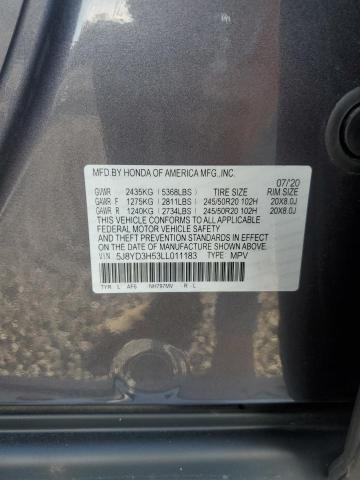 MFD.BY HONDA OF AMERICA MFG.,INC.
07/'20
GVWR 2435KG (5368LBS) TIRE SIZE RIM SIZE
GAWR F 1275KG (2811LBS) 245/50R20 102H 20X8.0J
GAWR R 1240KG (2734LBS) 245/50R20 102H 20X8.0J
THIS VEHICLE CONFORMS TO ALL APPLICABLE
FEDERAL MOTOR VEHICLE SAFETY
AND THEFT PREVENTION STANDARDS IN EFFECT ON
THE DATE OF MANUFACTURE SHOWN ABOVE.
VIN: 5J8YD3H53LL011183 TYPE: MPV
TYR L AF6 NH797MV R - L